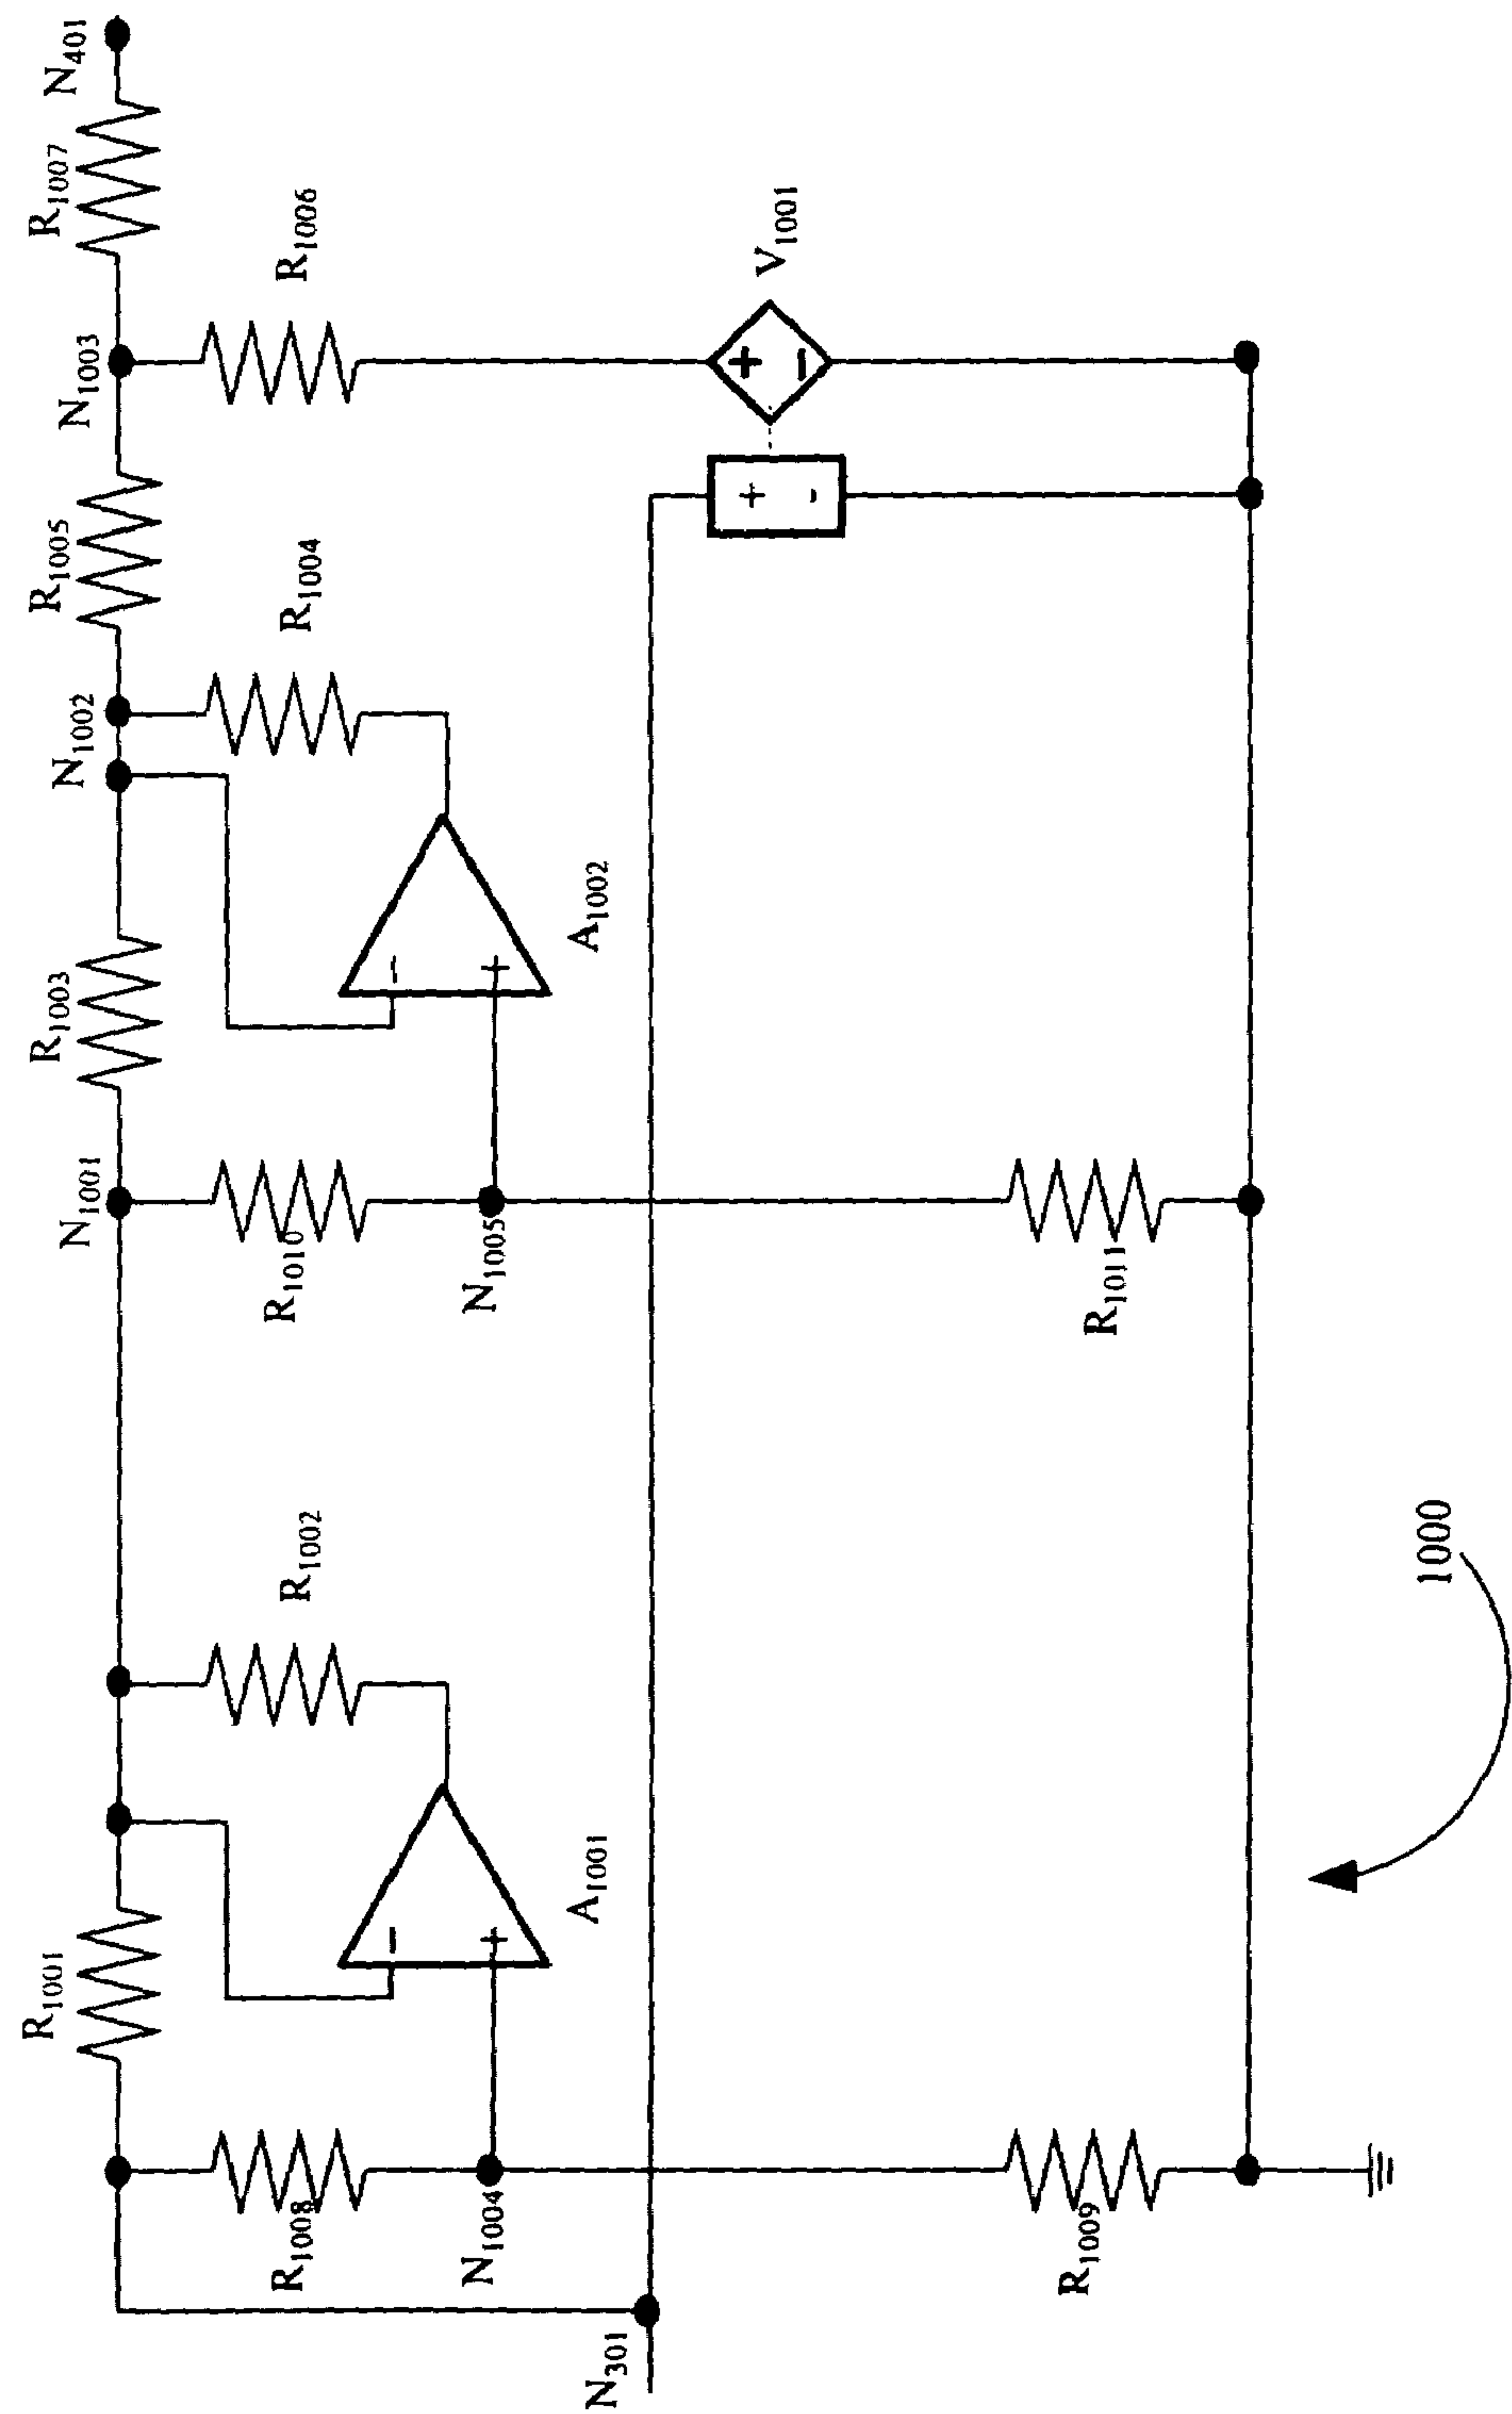 R1001
R1003
R1005
R1007
N401
N1001
N1002
N1003
R1008
R1002
R1010
R1004
R1006
N1004
-
+
N1005
-
+
A1001
A1002
N301
+
-
+
−
V1001
R1009
R1011
1000